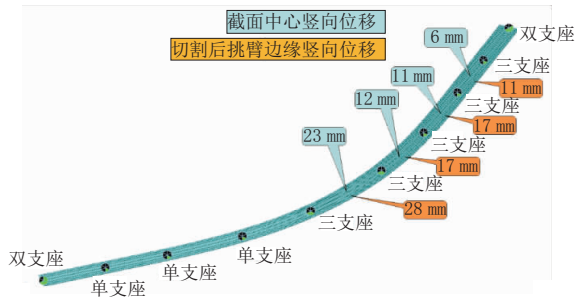 截面中心竖向位移
切割后挑臂边缘竖向位移
6 mm
双支座
三支座
11 mm
11 mm
三支座
12 mm
17 mm
三支座
23 mm
17 mm
三支座
28 mm
三支座
单支座
双支座
单支座
单支座